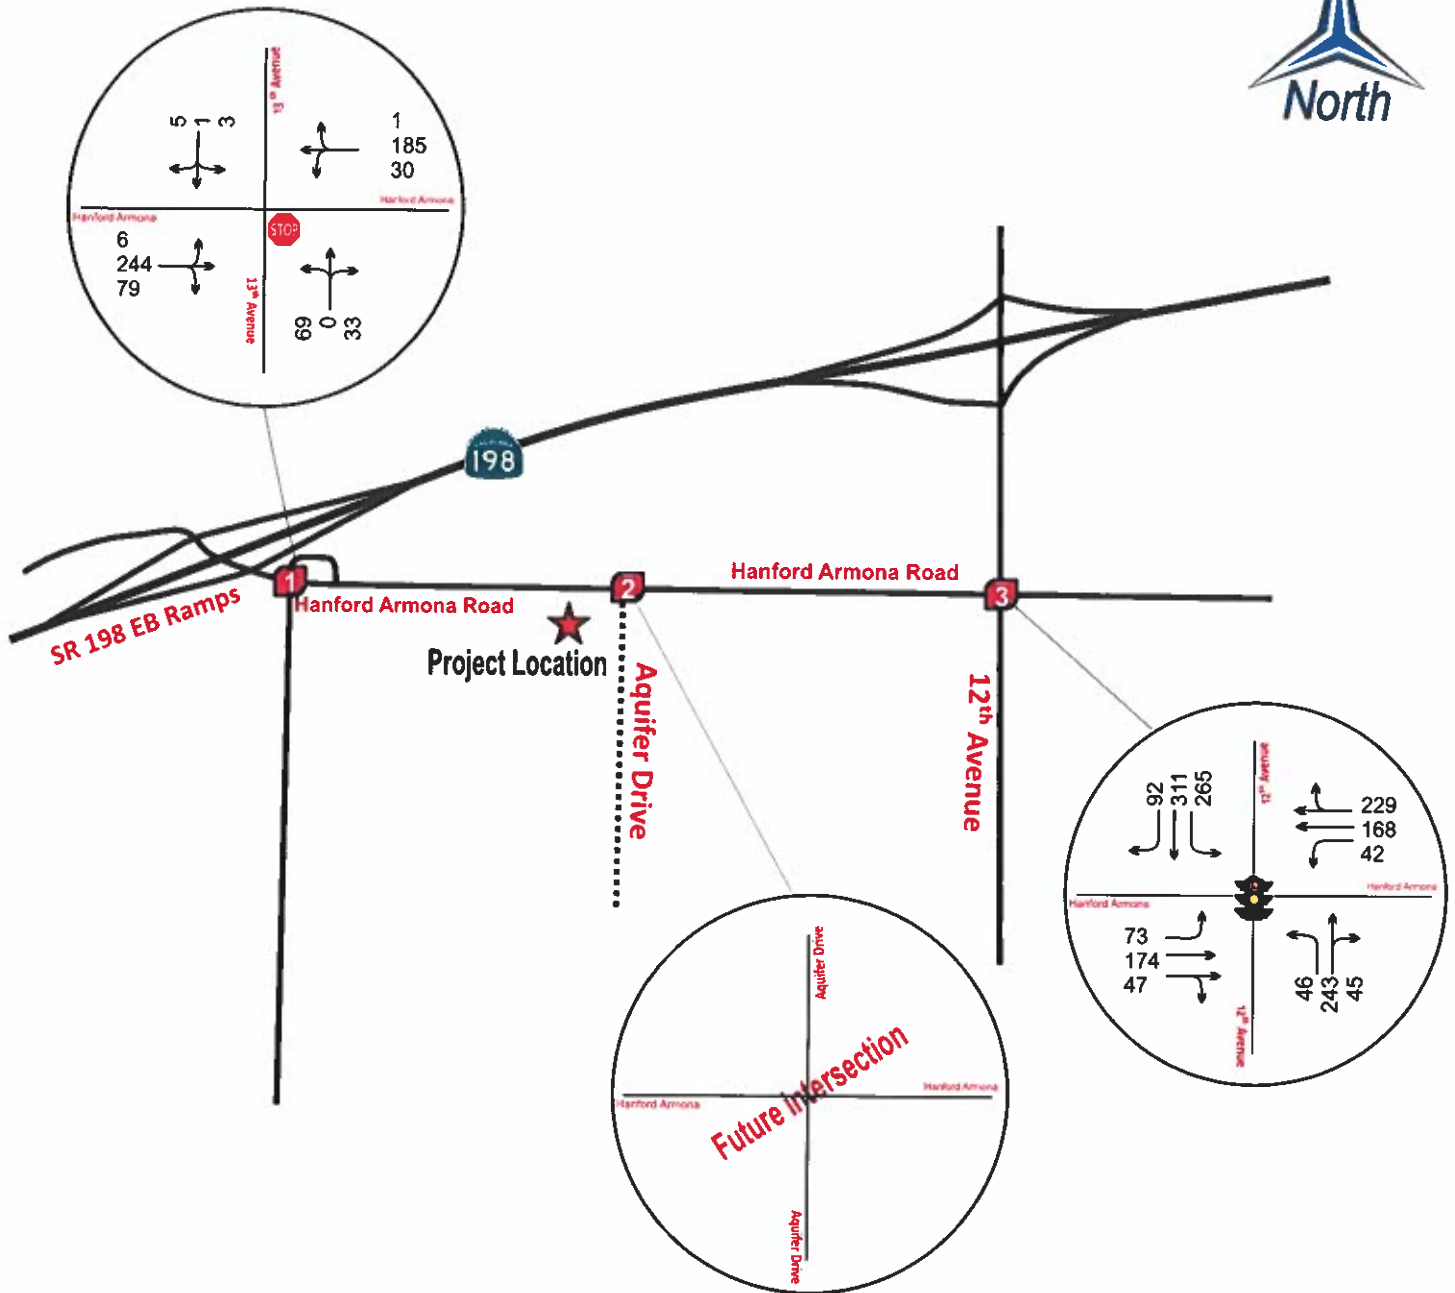 North
13th Avenue
5 1 3
1
185
30
Hanford Armona
Hanford Armona
STOP
6
244
79
13th Avenue
69 0 33
198
1
2
Hanford Armona Road
3
Hanford Armona Road
SR 198 EB Ramps
Project Location
Aquifer Drive
12th Avenue
12th Avenue
92 311 265
229
168
42
Hanford Armona
Hanford Armona
73
174
47
46 243 45
12th Avenue
Aquifer Drive
Future intersection
Hanford Armona
Hanford Armona
Aquifer Drive